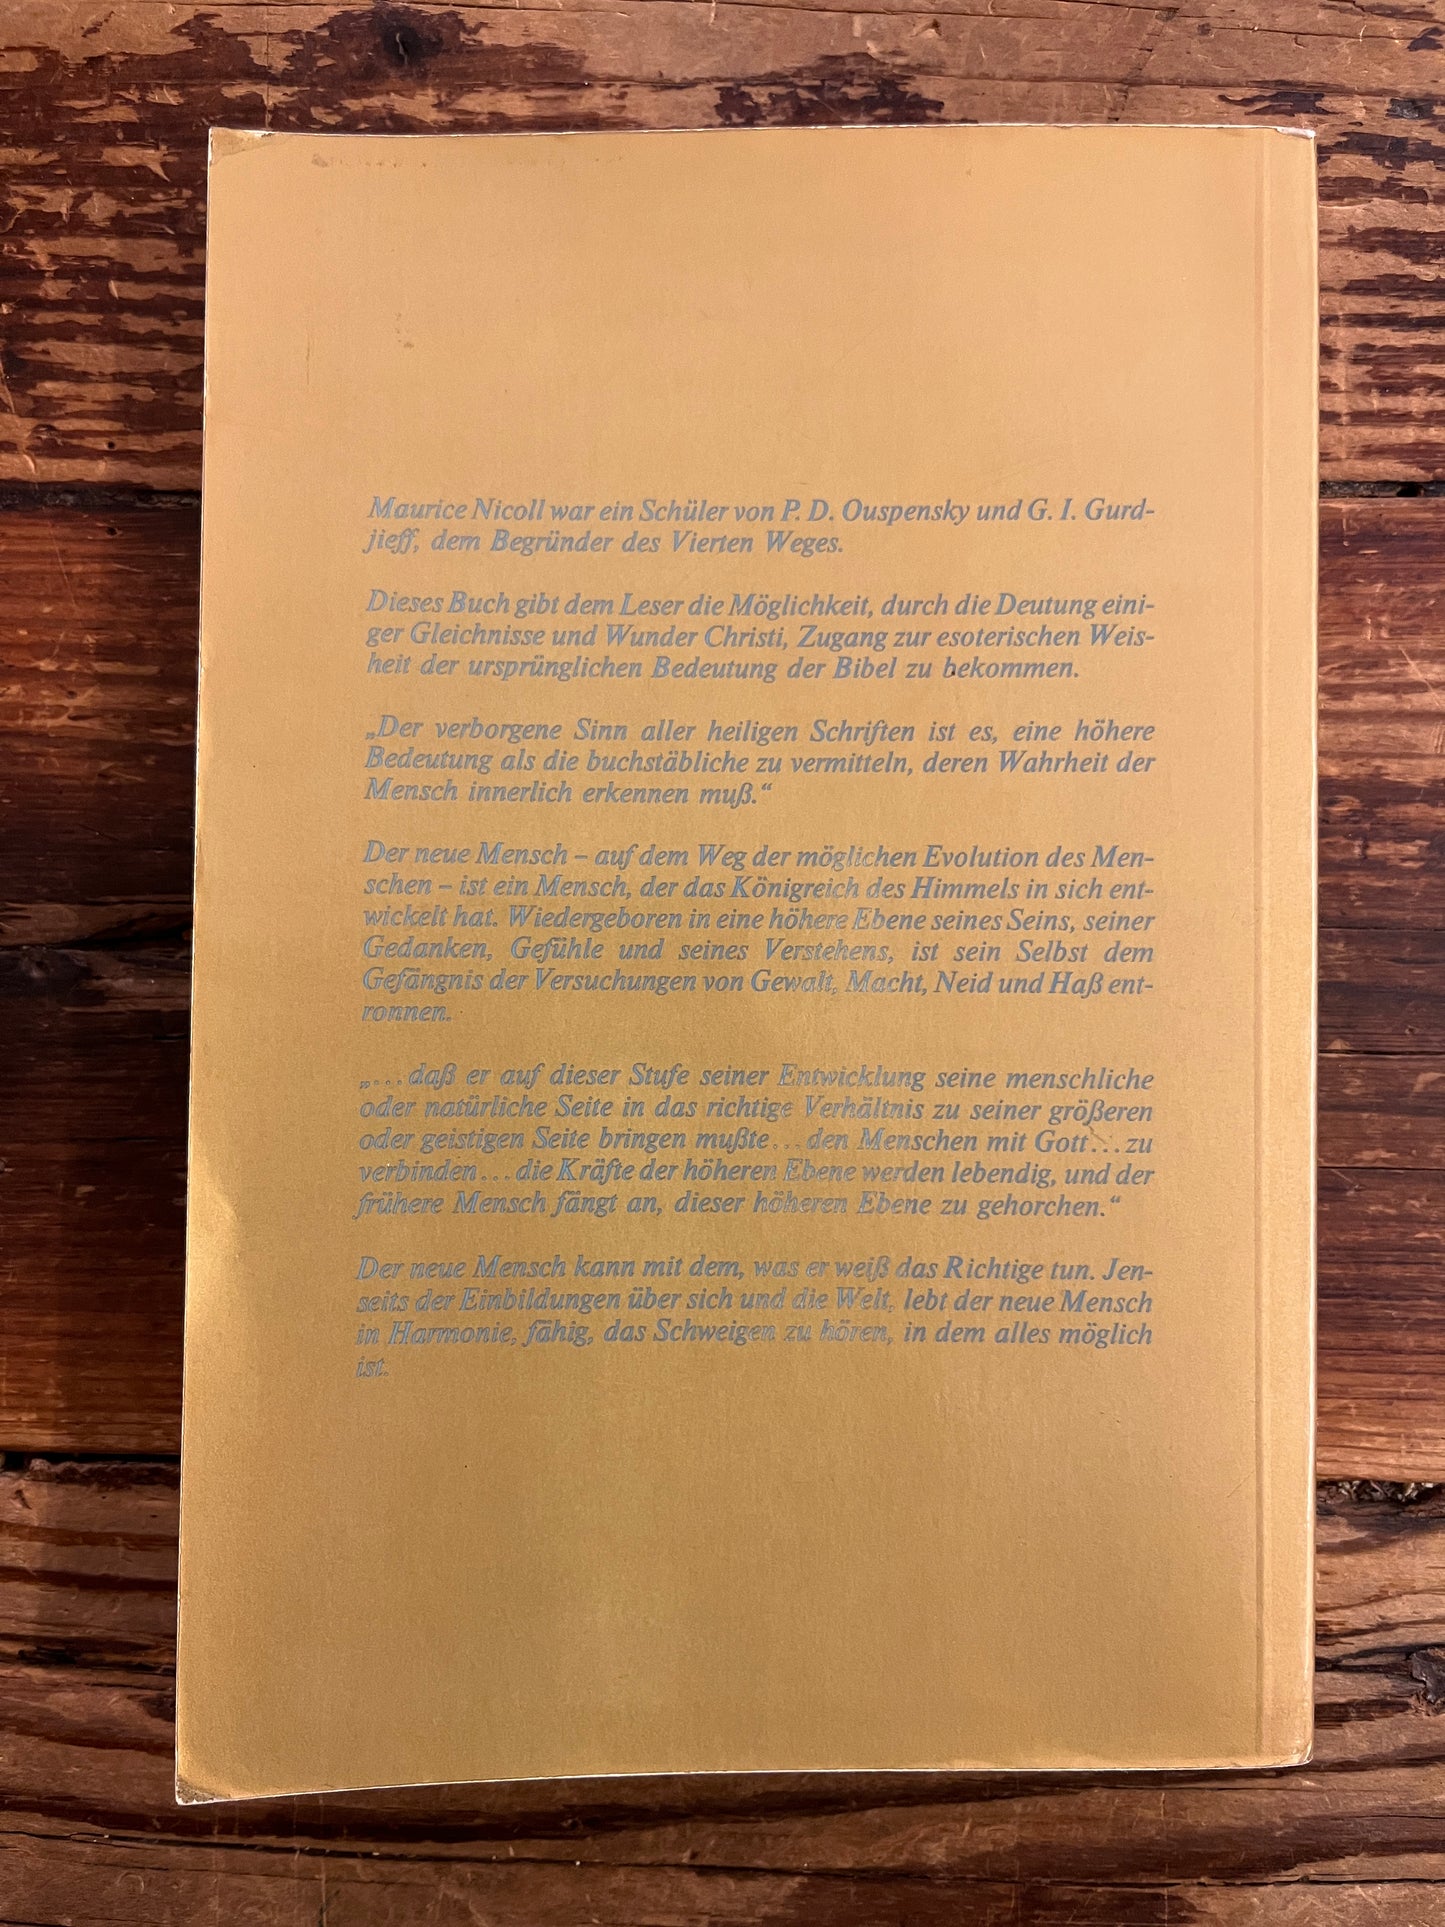 Maurice Nicoll war ein Schüler von P. D. Ouspensky und G. I. Gurd-
jieff, dem Begründer des Vierten Weges.
Dieses Buch gibt dem Leser die Möglichkeit, durch die Deutung eini-
ger Gleichnisse und Wunder Christi, Zugang zur esoterischen Weis-
heit der ursprünglichen Bedeutung der Bibel zu bekommen.
„Der verborgene Sinn aller heiligen Schriften ist es, eine höhere
Bedeutung als die buchstäbliche zu vermitteln, deren Wahrheit der
Mensch innerlich erkennen muß.“
Der neue Mensch – auf dem Weg der möglichen Evolution des Men-
schen – ist ein Mensch, der das Königreich des Himmels in sich ent-
wickelt hat. Wiedergeboren in eine höhere Ebene seines Seins, seiner
Gedanken, Gefühle und seines Verstehens, ist sein Selbst dem
Gefängnis der Versuchungen von Gewalt, Macht, Neid und Haß ent-
ronnen.
„... daß er auf dieser Stufe seiner Entwicklung seine menschliche
oder natürliche Seite in das richtige Verhältnis zu seiner größeren
oder geistigen Seite bringen mußte... den Menschen mit Gott... zu
verbinden... die Kräfte der höheren Ebene werden lebendig, und der
frühere Mensch fängt an, dieser höheren Ebene zu gehorchen.“
Der neue Mensch kann mit dem, was er weiß das Richtige tun. Jen-
seits der Einbildungen über sich und die Welt, lebt der neue Mensch
in Harmonie, fähig, das Schweigen zu hören, in dem alles möglich
ist.